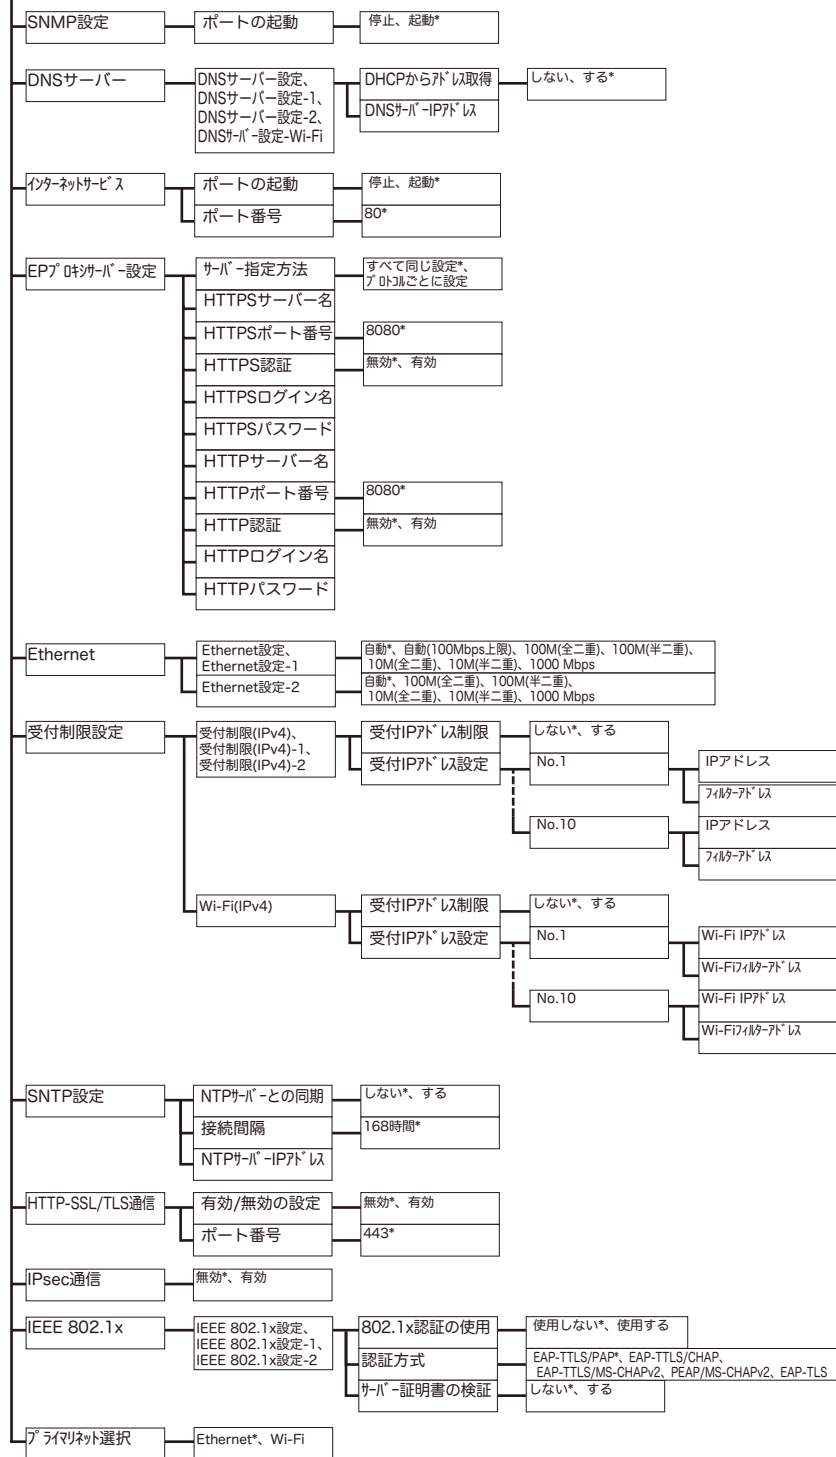 SNMP設定
ポートの起動
停止、起動*
DNSサーバー
DNSサーバー設定、
DNSサーバー設定-1、
DNSサーバー設定-2、
DNSｻｰﾊﾞｰ設定-Wi-Fi
DHCPからｱﾄﾞﾚｽ取得
しない、する*
DNSｻｰﾊﾞｰIPｱﾄﾞﾚｽ
ｲﾝﾀｰﾈｯﾄｻｰﾋﾞｽ
ポートの起動
停止、起動*
ポート番号
80*
EPﾌﾟﾛｷｼｻｰﾊﾞｰ設定
ｻｰﾊﾞｰ指定方法
すべて同じ設定*、
ﾌﾟﾛﾄｺﾙごとに設定
HTTPSサーバー名
HTTPSポート番号
8080*
HTTPS認証
無効*、有効
HTTPSログイン名
HTTPSパスワード
HTTPサーバー名
HTTPポート番号
8080*
HTTP認証
無効*、有効
HTTPログイン名
HTTPパスワード
Ethernet
Ethernet設定、
Ethernet設定-1
自動*、自動(100Mbps上限)、100M(全二重)、100M(半二重)、
10M(全二重)、10M(半二重)、1000 Mbps
Ethernet設定-2
自動*、100M(全二重)、100M(半二重)、
10M(全二重)、10M(半二重)、1000 Mbps
受付制限設定
受付制限(IPv4)、
受付制限(IPv4)-1、
受付制限(IPv4)-2
受付IPｱﾄﾞﾚｽ制限
しない*、する
受付IPｱﾄﾞﾚｽ設定
No.1
IPアドレス
ﾌｨﾙﾀｰｱﾄﾞﾚｽ
No.10
IPアドレス
ﾌｨﾙﾀｰｱﾄﾞﾚｽ
Wi-Fi(IPv4)
受付IPｱﾄﾞﾚｽ制限
しない*、する
受付IPｱﾄﾞﾚｽ設定
No.1
Wi-Fi IPｱﾄﾞﾚｽ
Wi-Fiﾌｨﾙﾀｰｱﾄﾞﾚｽ
No.10
Wi-Fi IPｱﾄﾞﾚｽ
Wi-Fiﾌｨﾙﾀｰｱﾄﾞﾚｽ
SNTP設定
NTPｻｰﾊﾞｰとの同期
しない*、する
接続間隔
168時間*
NTPｻｰﾊﾞｰIPｱﾄﾞﾚｽ
HTTP-SSL/TLS通信
有効/無効の設定
無効*、有効
ポート番号
443*
IPsec通信
無効*、有効
IEEE 802.1x
IEEE 802.1x設定、
IEEE 802.1x設定-1、
IEEE 802.1x設定-2
802.1x認証の使用
使用しない*、使用する
認証方式
EAP-TTLS/PAP*、EAP-TTLS/CHAP、
EAP-TTLS/MS-CHAPv2、PEAP/MS-CHAPv2、EAP-TLS
ｻｰﾊﾞｰ証明書の検証
しない*、する
ﾌﾟﾗｲﾏﾘﾈｯﾄ選択
Ethernet*、Wi-Fi